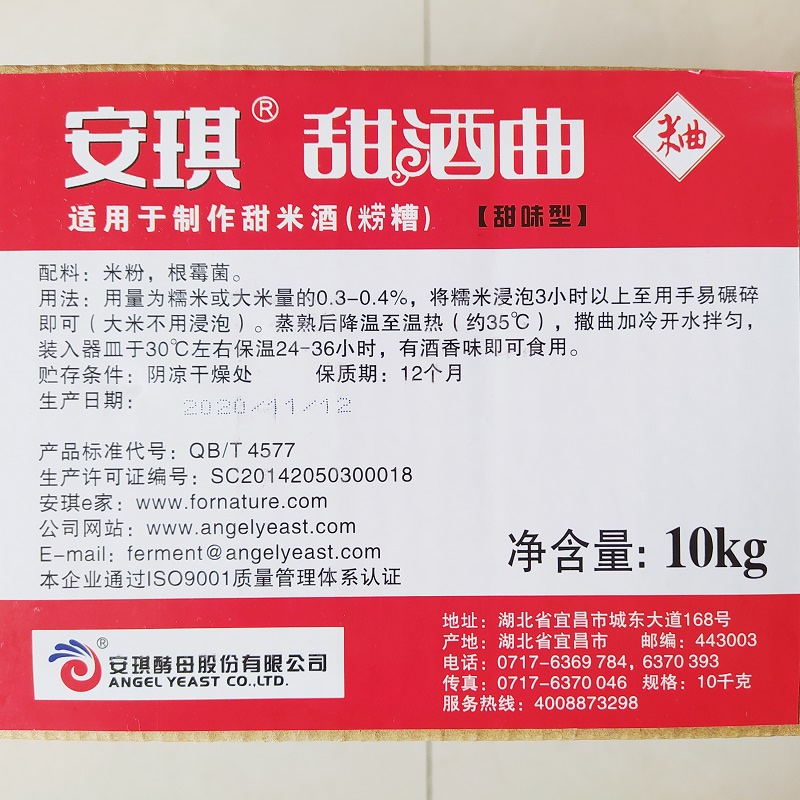 安琪® 甜酒曲 米曲
适用于制作甜米酒(捞糟) 【甜味型】
配料：米粉，根霉菌。
用法：用量为糯米或大米量的0.3-0.4%，将糯米浸泡3小时以上至用手易碾碎
即可（大米不用浸泡）。蒸熟后降温至温热（约35℃），撒曲加冷开水拌匀，
装入器皿于30℃左右保温24-36小时，有酒香味即可食用。
贮存条件：阴凉干燥处 保质期：12个月
生产日期： 2020/11/12
产品标准代号：QB/T 4577
生产许可证编号：SC20142050300018
安琪e家：www.fornature.com
公司网站：www.angelyeast.com
E-mail：ferment@angelyeast.com
本企业通过ISO9001质量管理体系认证
净含量：10kg
®
安琪酵母股份有限公司
ANGEL YEAST CO.,LTD.
地址：湖北省宜昌市城东大道168号
产地：湖北省宜昌市 邮编：443003
电话：0717-6369 784，6370 393
传真：0717-6370 046 规格：10千克
服务热线：4008873298